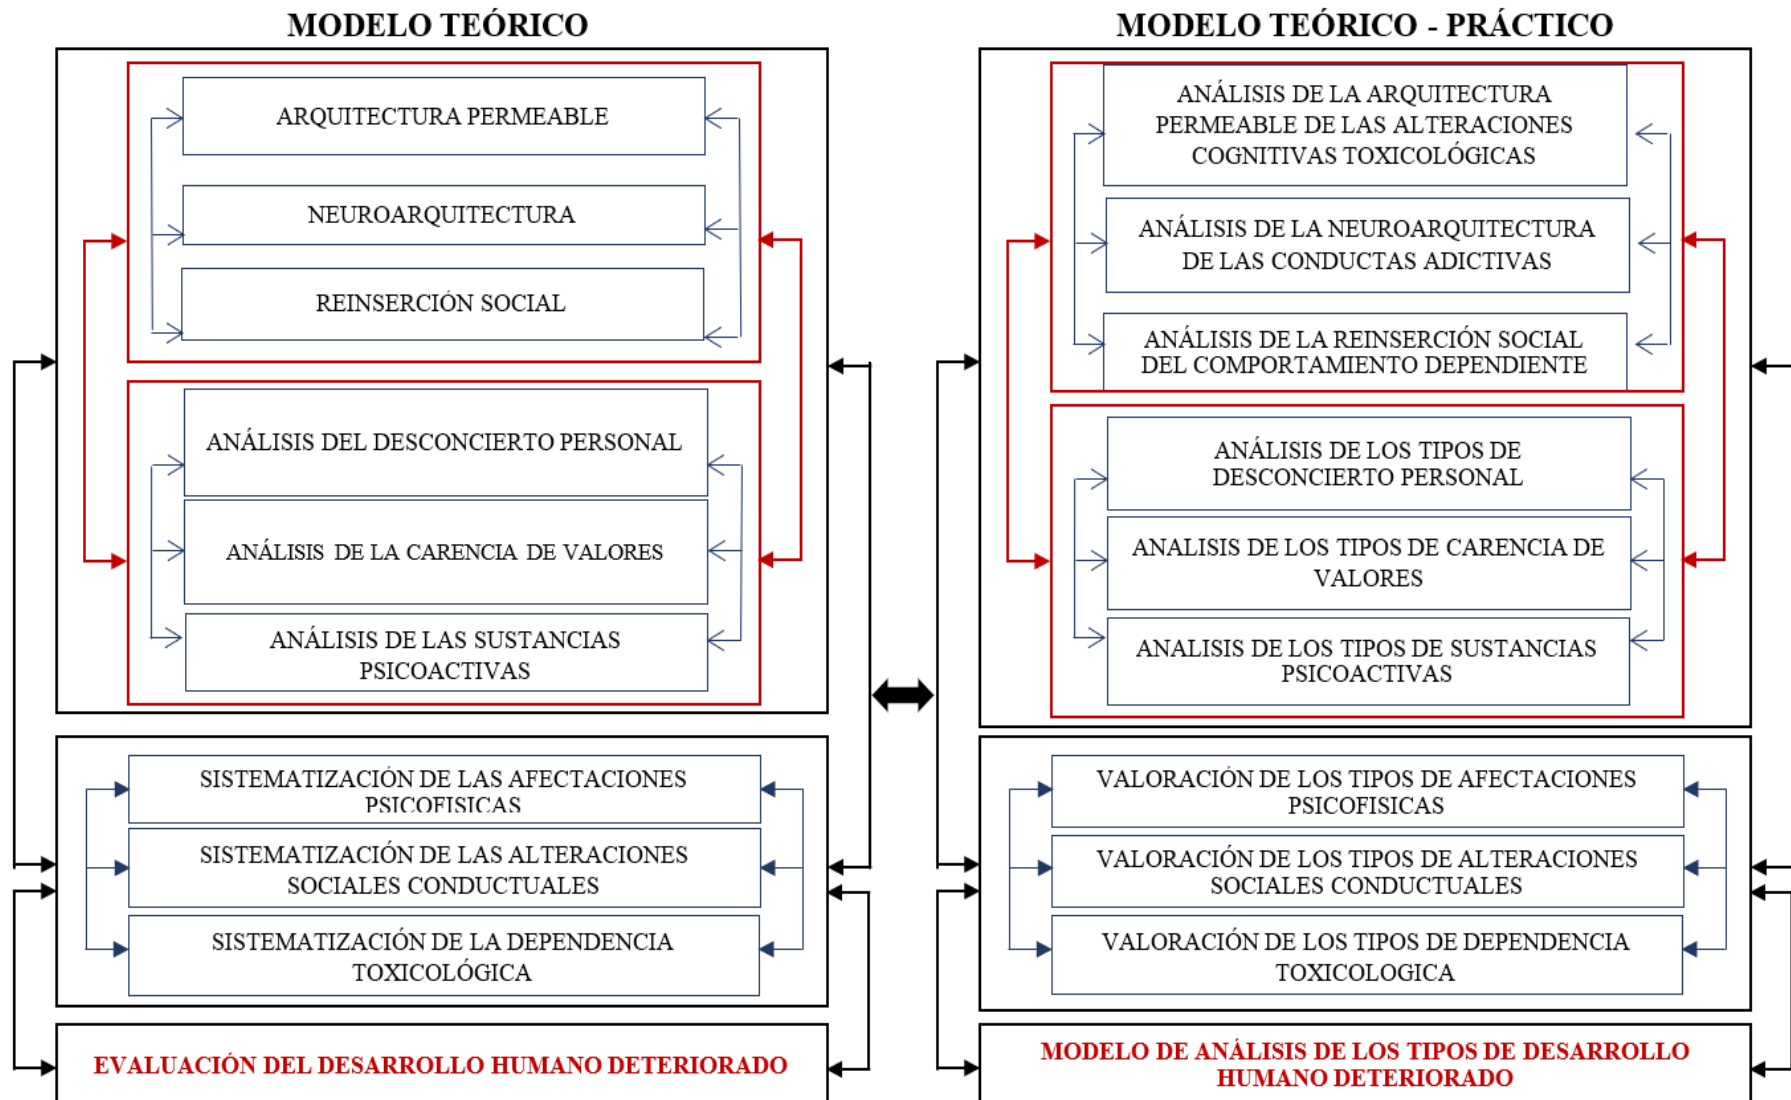 MODELO TEÓRICO
ARQUITECTURA PERMEABLE
NEUROARQUITECTURA
REINSERCIÓN SOCIAL
ANÁLISIS DEL DESCONCIERTO PERSONAL
ANÁLISIS DE LA CARENCIA DE VALORES
ANÁLISIS DE LAS SUSTANCIAS
PSICOACTIVAS
SISTEMATIZACIÓN DE LAS AFECTACIONES
PSICOFISICAS
SISTEMATIZACIÓN DE LAS ALTERACIONES
SOCIALES CONDUCTUALES
SISTEMATIZACIÓN DE LA DEPENDENCIA
TOXICOLÓGICA
EVALUACIÓN DEL DESARROLLO HUMANO DETERIORADO
MODELO TEÓRICO - PRÁCTICO
ANÁLISIS DE LA ARQUITECTURA
PERMEABLE DE LAS ALTERACIONES
COGNITIVAS TOXICOLÓGICAS
ANÁLISIS DE LA NEUROARQUITECTURA
DE LAS CONDUCTAS ADICTIVAS
ANÁLISIS DE LA REINSERCIÓN SOCIAL
DEL COMPORTAMIENTO DEPENDIENTE
ANÁLISIS DE LOS TIPOS DE
DESCONCIERTO PERSONAL
ANALISIS DE LOS TIPOS DE CARENCIA DE
VALORES
ANALISIS DE LOS TIPOS DE SUSTANCIAS
PSICOACTIVAS
VALORACIÓN DE LOS TIPOS DE AFECTACIONES
PSICOFISICAS
VALORACIÓN DE LOS TIPOS DE ALTERACIONES
SOCIALES CONDUCTUALES
VALORACIÓN DE LOS TIPOS DE DEPENDENCIA
TOXICOLOGICA
MODELO DE ANÁLISIS DE LOS TIPOS DE DESARROLLO
HUMANO DETERIORADO